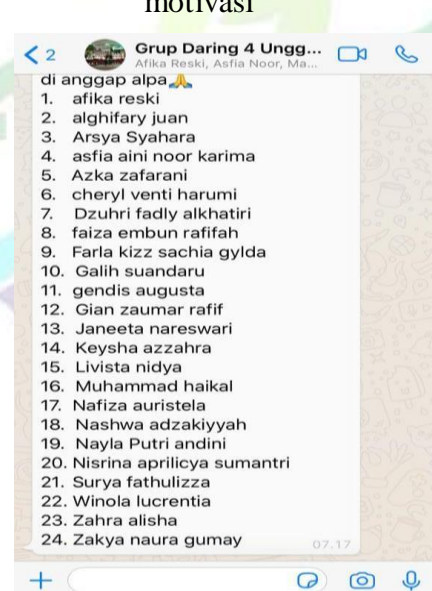 motivasi
2 Grup Daring 4 Ungg...
Afika Reski, Asfia Noor, Ma...
di anggap alpa🙏
1. afika reski
2. alghifary juan
3. Arsya Syahara
4. asfia aini noor karima
5. Azka zafarani
6. cheryl venti harumi
7. Dzuhri fadly alkhatiri
8. faiza embun rafifah
9. Farla kizz sachia gylda
10. Galih suandaru
11. gendis augusta
12. Gian zaumar rafif
13. Janeeta nareswari
14. Keysha azzahra
15. Livista nidya
16. Muhammad haikal
17. Nafiza auristela
18. Nashwa adzakiyyah
19. Nayla Putri andini
20. Nisrina aprilicya sumantri
21. Surya fathulizza
22. Winola lucrentia
23. Zahra alisha
24. Zakya naura gumay
07.17